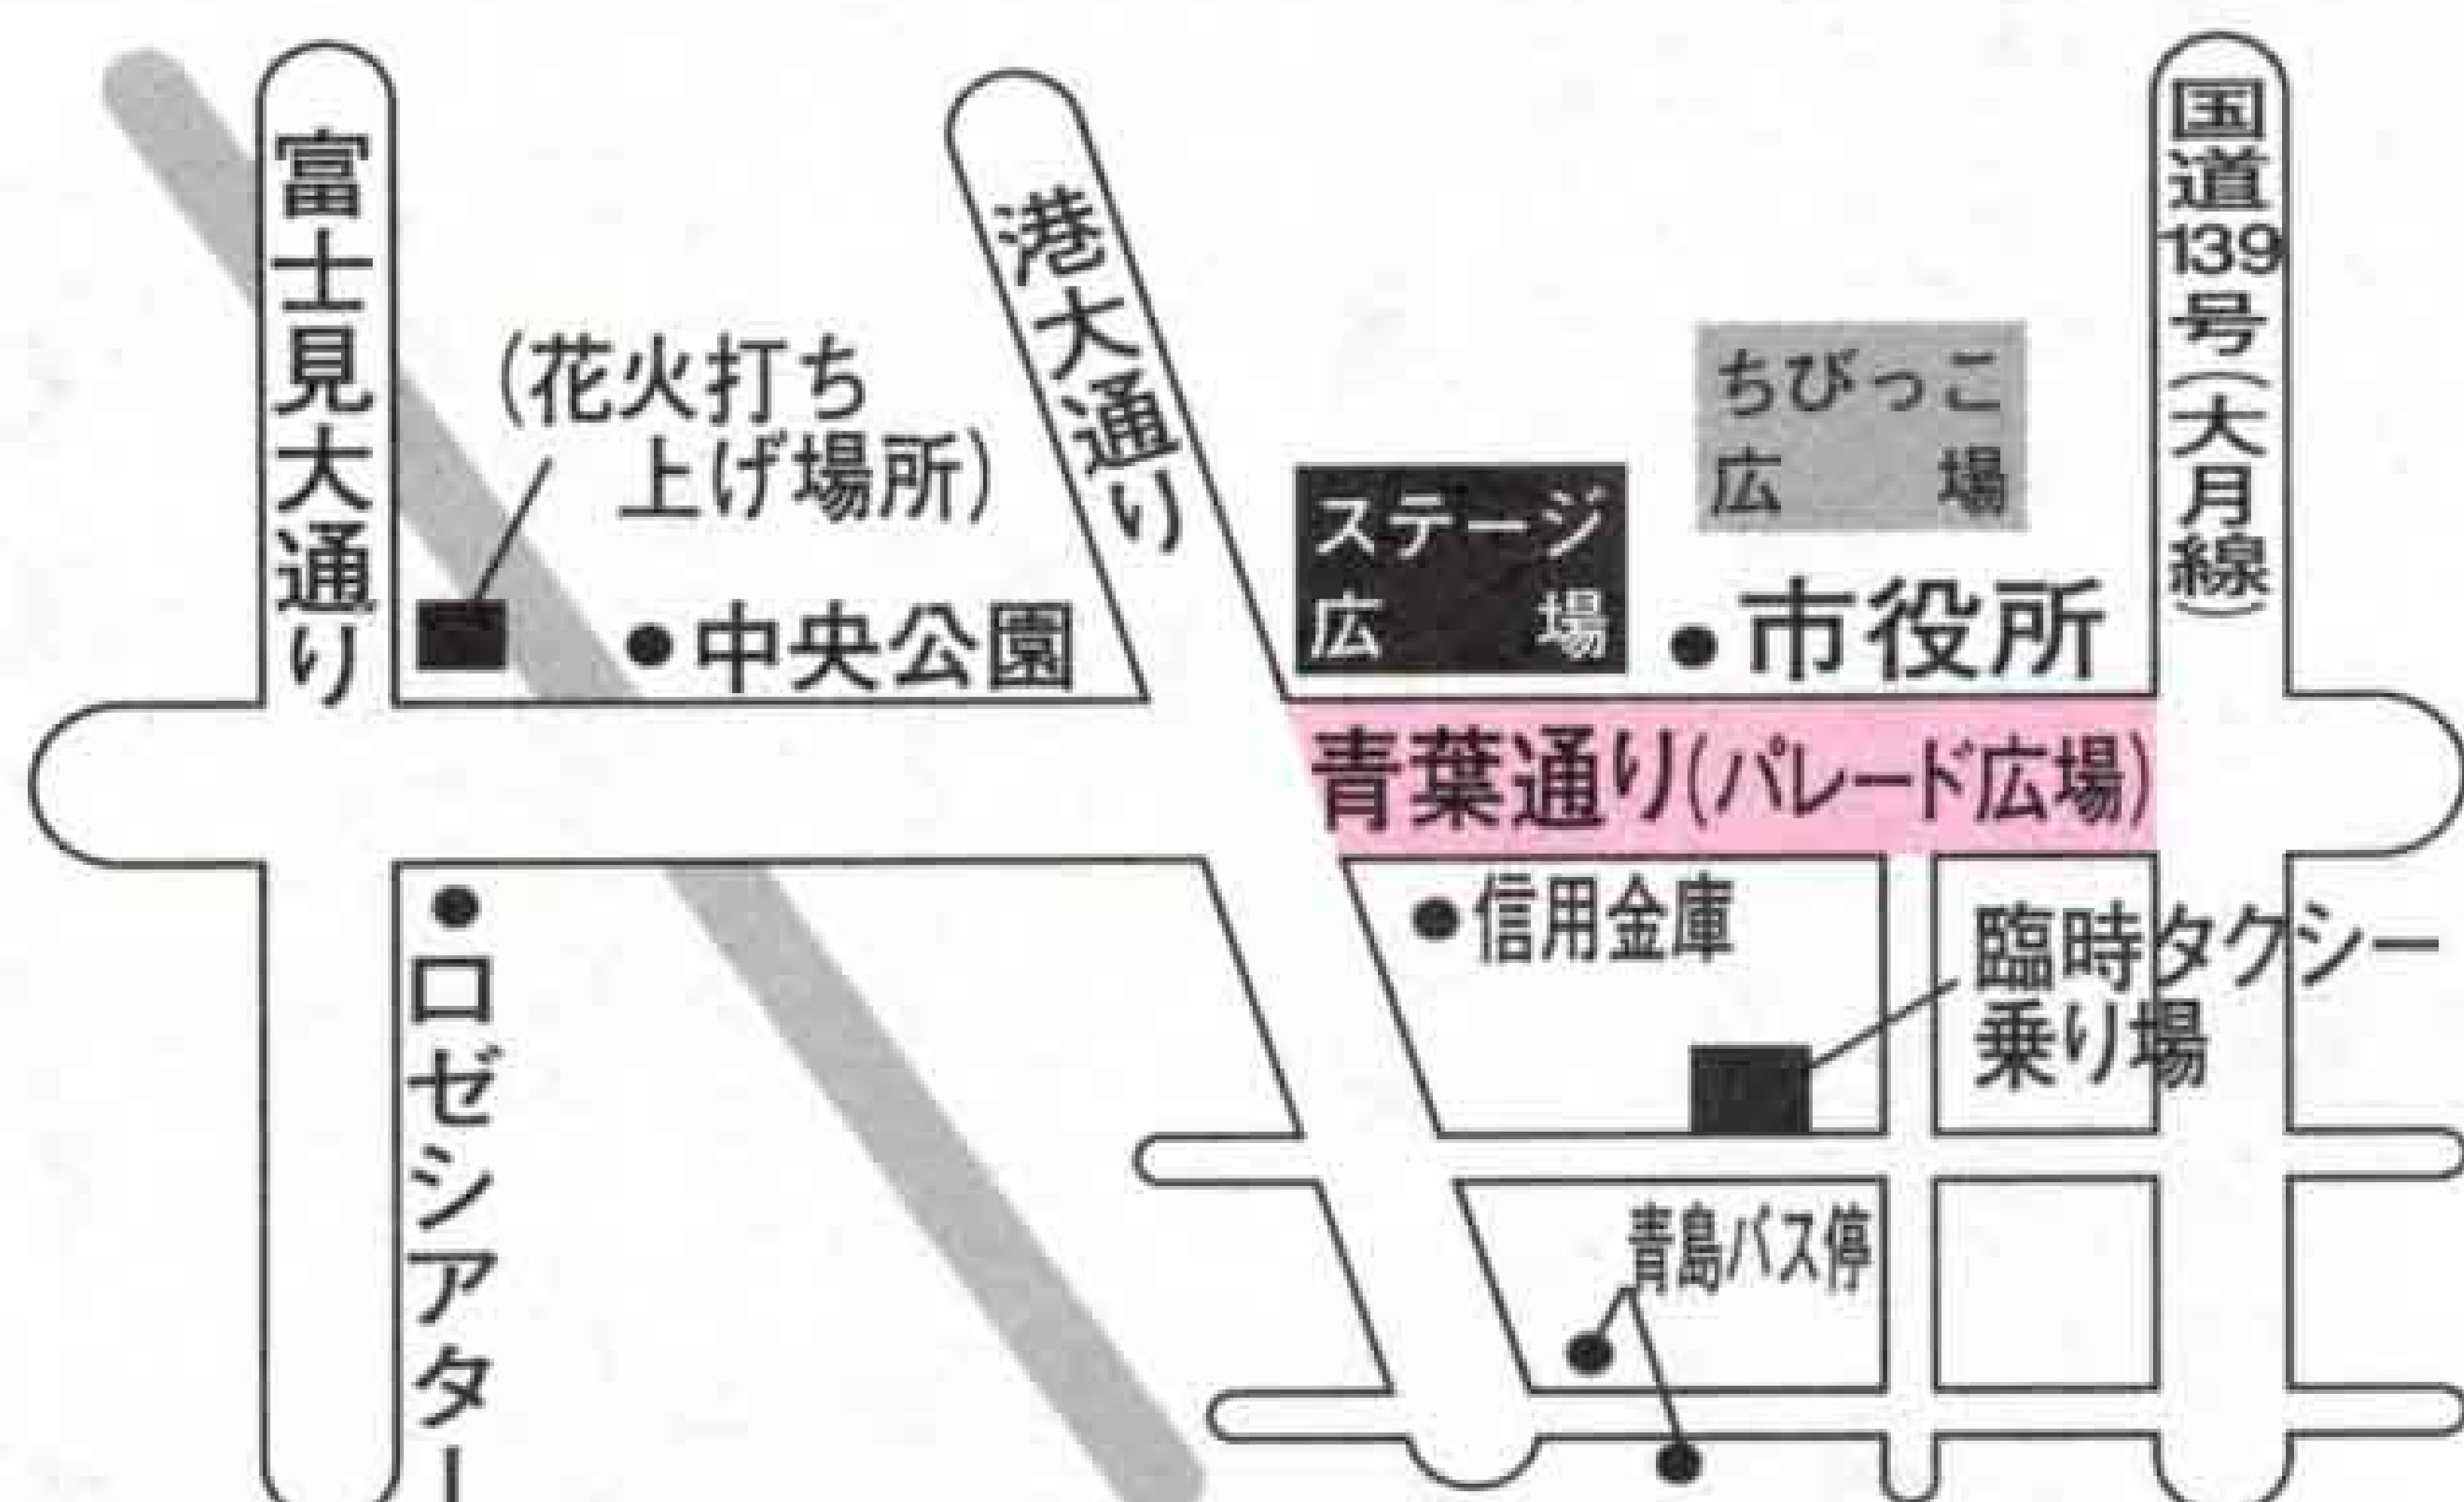 富士見大通り
港大通り
国道139号(大月線)
(花火打ち
上げ場所)
ちびっこ
広場
ステージ
広場
●中央公園
●市役所
青葉通り(パレード広場)
●信用金庫
臨時タクシー
乗り場
●ロゼシアター
青島バス停